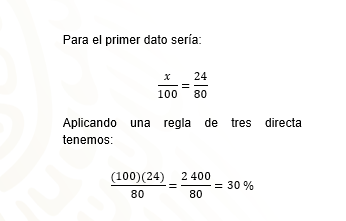 Para el primer dato sería:
x/100 = 24/80
Aplicando una regla de tres directa
tenemos:
(100)(24)/80 = 2 400/80 = 30 %